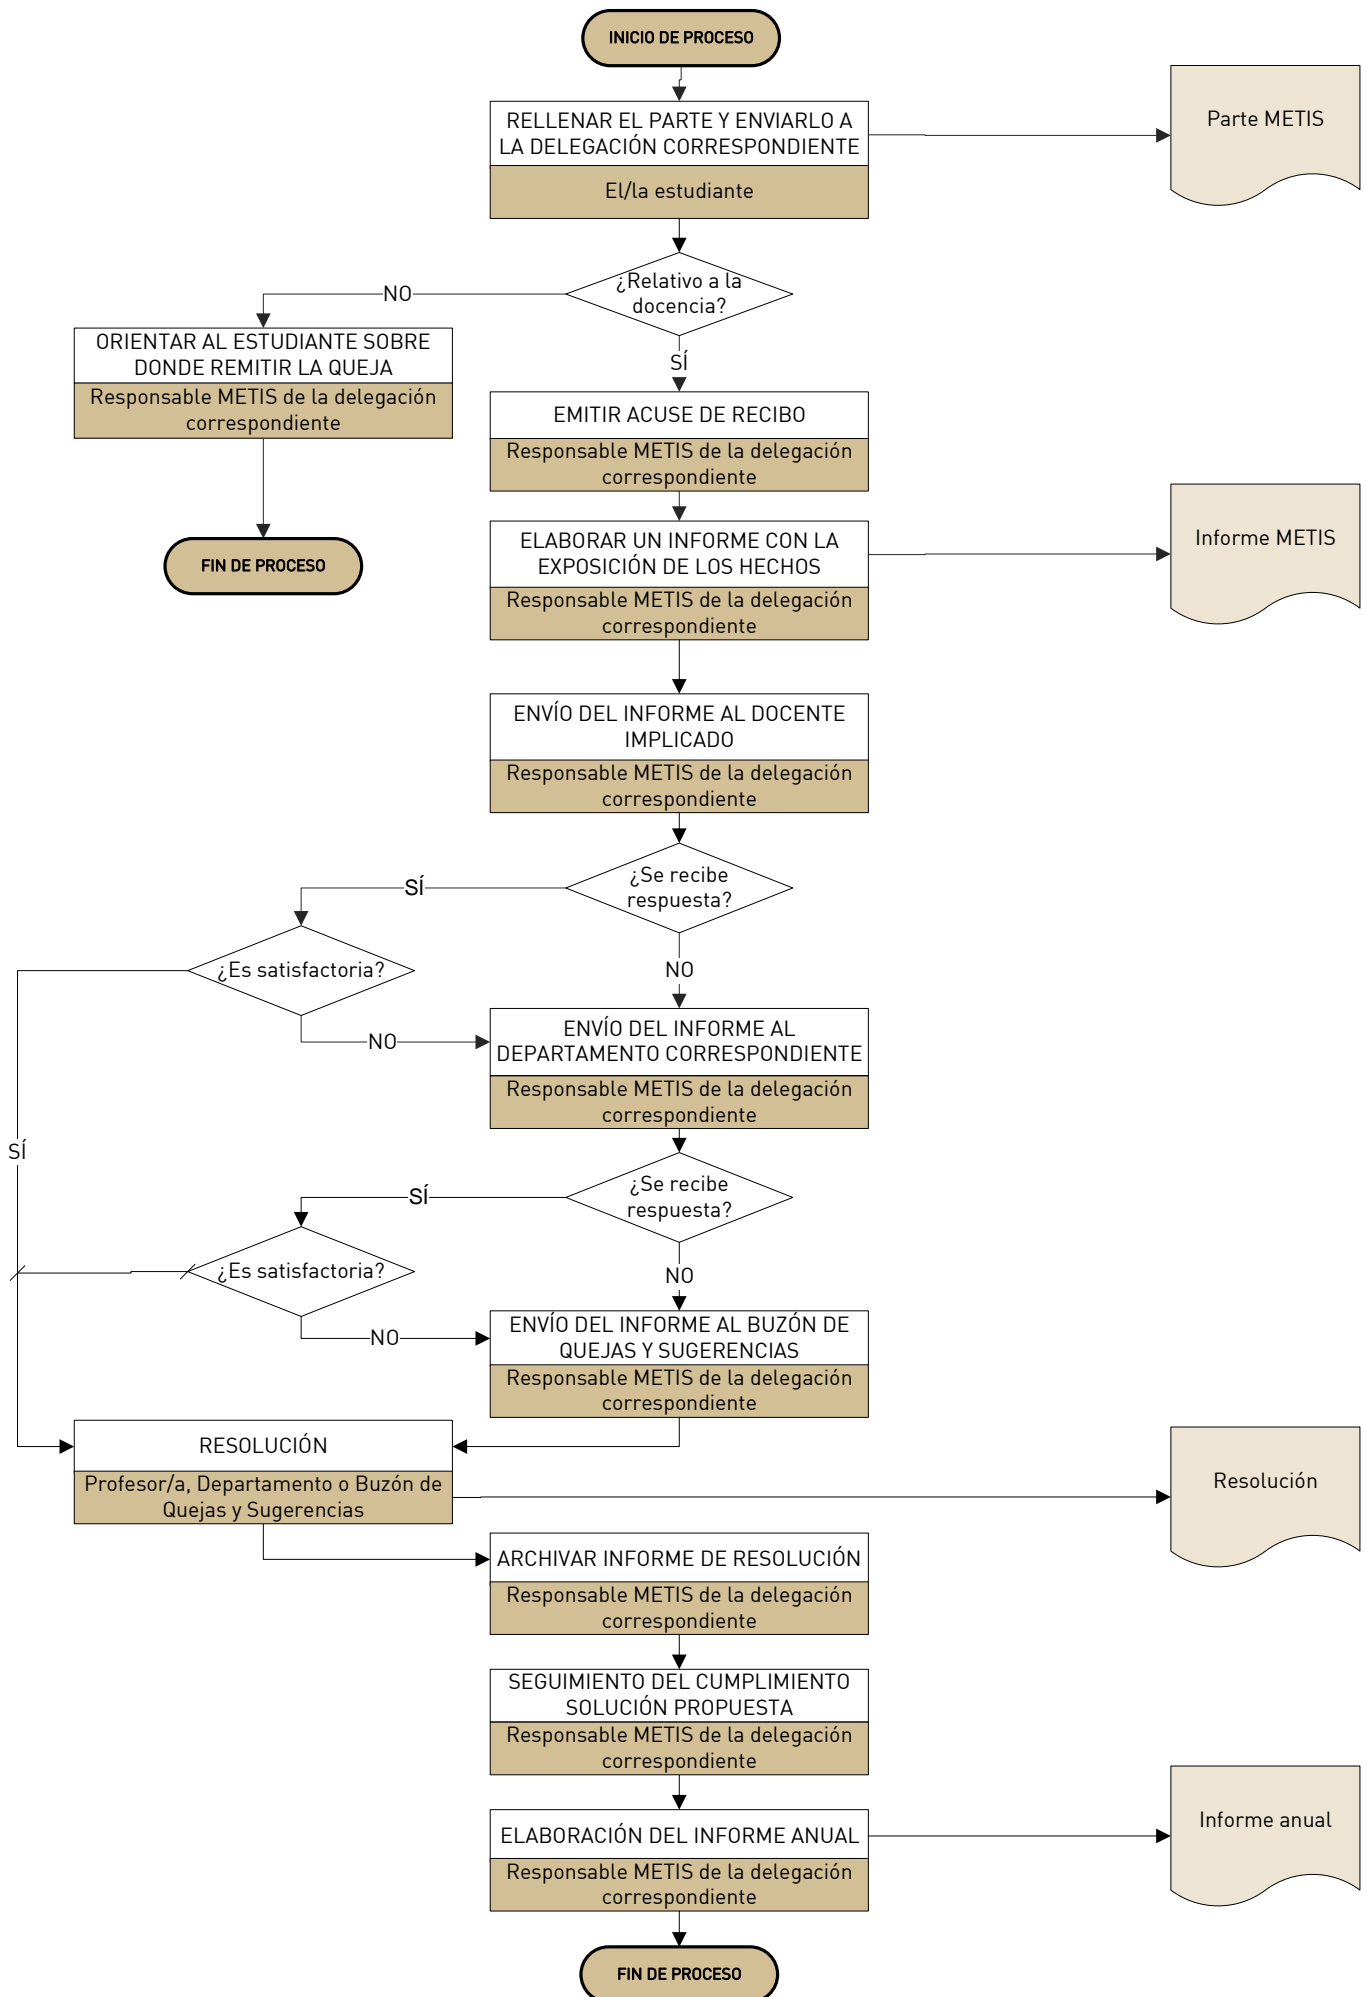 INICIO DE PROCESO
RELLENAR EL PARTE Y ENVIARLO A
LA DELEGACIÓN CORRESPONDIENTE
El/la estudiante
Parte METIS
¿Relativo a la
docencia?
NO
SÍ
ORIENTAR AL ESTUDIANTE SOBRE
DONDE REMITIR LA QUEJA
Responsable METIS de la delegación
correspondiente
FIN DE PROCESO
EMITIR ACUSE DE RECIBO
Responsable METIS de la delegación
correspondiente
ELABORAR UN INFORME CON LA
EXPOSICIÓN DE LOS HECHOS
Responsable METIS de la delegación
correspondiente
Informe METIS
ENVÍO DEL INFORME AL DOCENTE
IMPLICADO
Responsable METIS de la delegación
correspondiente
¿Se recibe
respuesta?
SÍ
NO
¿Es satisfactoria?
NO
SÍ
ENVÍO DEL INFORME AL
DEPARTAMENTO CORRESPONDIENTE
Responsable METIS de la delegación
correspondiente
¿Se recibe
respuesta?
SÍ
NO
¿Es satisfactoria?
NO
ENVÍO DEL INFORME AL BUZÓN DE
QUEJAS Y SUGERENCIAS
Responsable METIS de la delegación
correspondiente
RESOLUCIÓN
Profesor/a, Departamento o Buzón de
Quejas y Sugerencias
Resolución
ARCHIVAR INFORME DE RESOLUCIÓN
Responsable METIS de la delegación
correspondiente
SEGUIMIENTO DEL CUMPLIMIENTO
SOLUCIÓN PROPUESTA
Responsable METIS de la delegación
correspondiente
ELABORACIÓN DEL INFORME ANUAL
Responsable METIS de la delegación
correspondiente
Informe anual
FIN DE PROCESO